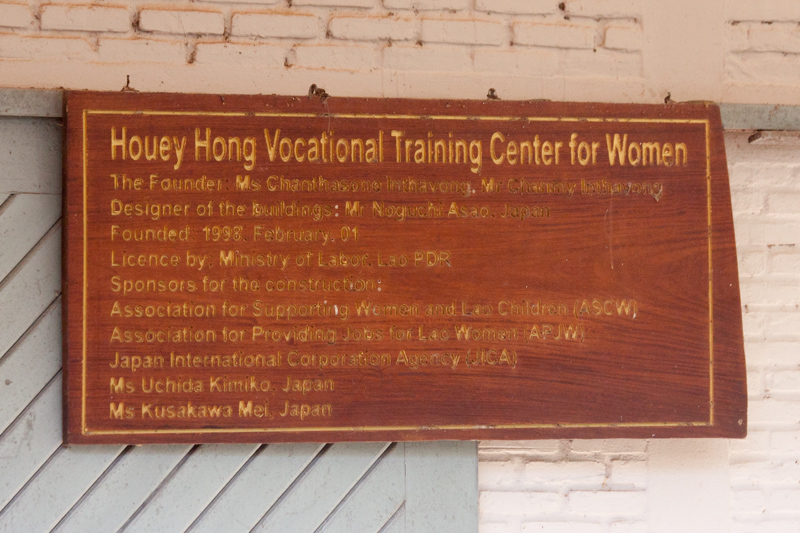 Houey Hong Vocational Training Center for Women
The Founder: Ms Chanthasone Inthavong, Mr Chanmy Inthavong
Designer of the buildings: Mr Noguchi Asao, Japan
Founded: 1998, February, 01
Licence by: Ministry of Labor, Lao PDR
Sponsors for the construction:
Association for Supporting Women and Lao Children (ASCW)
Association for Providing Jobs for Lao Women (APJW)
Japan International Corporation Agency (JICA)
Ms Uchida Kimiko, Japan
Ms Kusakawa Mei, Japan